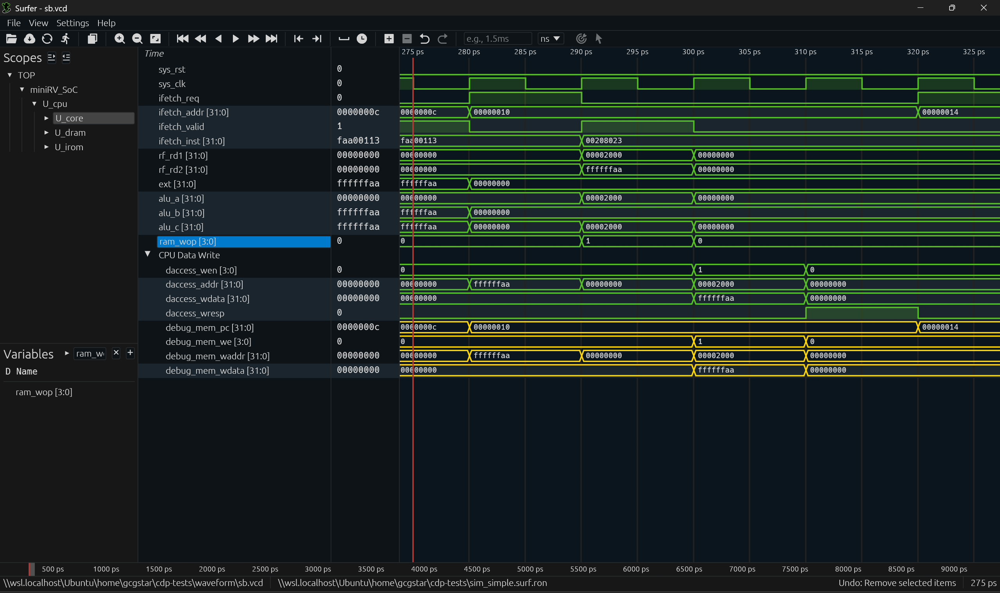 Surfer - sb.vcd
File View Settings Help
e.g., 1.5ms ns
Scopes
TOP
miniRV_SoC
U_cpu
U_core
U_dram
U_irom
Variables ram_w
D Name
ram_wop [3:0]
Time 275 ps 280 ps 285 ps 290 ps 295 ps 300 ps 305 ps 310 ps 315 ps 320 ps 325 ps
sys_rst 0
sys_clk 0
ifetch_req 0
ifetch_addr [31:0] 0000000c 0000000c 00000010 00000014
ifetch_valid 1
ifetch_inst [31:0] faa00113 faa00113 00208023
rf_rd1 [31:0] 00000000 00000000 00002000 00000000
rf_rd2 [31:0] 00000000 00000000 ffffffaa 00000000
ext [31:0] ffffffaa ffffffaa 00000000
alu_a [31:0] 00000000 00000000 00002000 00000000
alu_b [31:0] ffffffaa ffffffaa 00000000
alu_c [31:0] ffffffaa ffffffaa 00000000 00002000 00000000
ram_wop [3:0] 0 0 1 0
CPU Data Write
daccess_wen [3:0] 0 0 1 0
daccess_addr [31:0] 00000000 00000000 ffffffaa 00000000 00002000 00000000
daccess_wdata [31:0] 00000000 00000000 ffffffaa 00000000
daccess_wresp 0
debug_mem_pc [31:0] 0000000c 0000000c 00000010 00000014
debug_mem_we [3:0] 0 0 1 0
debug_mem_waddr [31:0] 00000000 00000000 ffffffaa 00000000 00002000 00000000
debug_mem_wdata [31:0] 00000000 00000000 ffffffaa 00000000
500 ps 1000 ps 1500 ps 2000 ps 2500 ps 3000 ps 3500 ps 4000 ps 4500 ps 5000 ps 5500 ps 6000 ps 6500 ps 7000 ps 7500 ps 8000 ps 8500 ps 9000 ps
\\wsl.localhost\Ubuntu\home\gcgstar\cdp-tests\waveform\sb.vcd \\wsl.localhost\Ubuntu\home\gcgstar\cdp-tests\sim_simple.surf.ron Undo: Remove selected items 275 ps